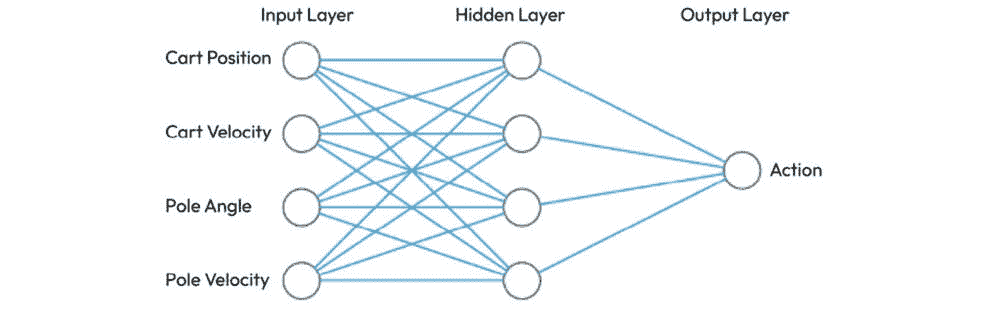 Input Layer
Hidden Layer
Output Layer
Cart Position
Cart Velocity
Pole Angle
Action
Pole Velocity